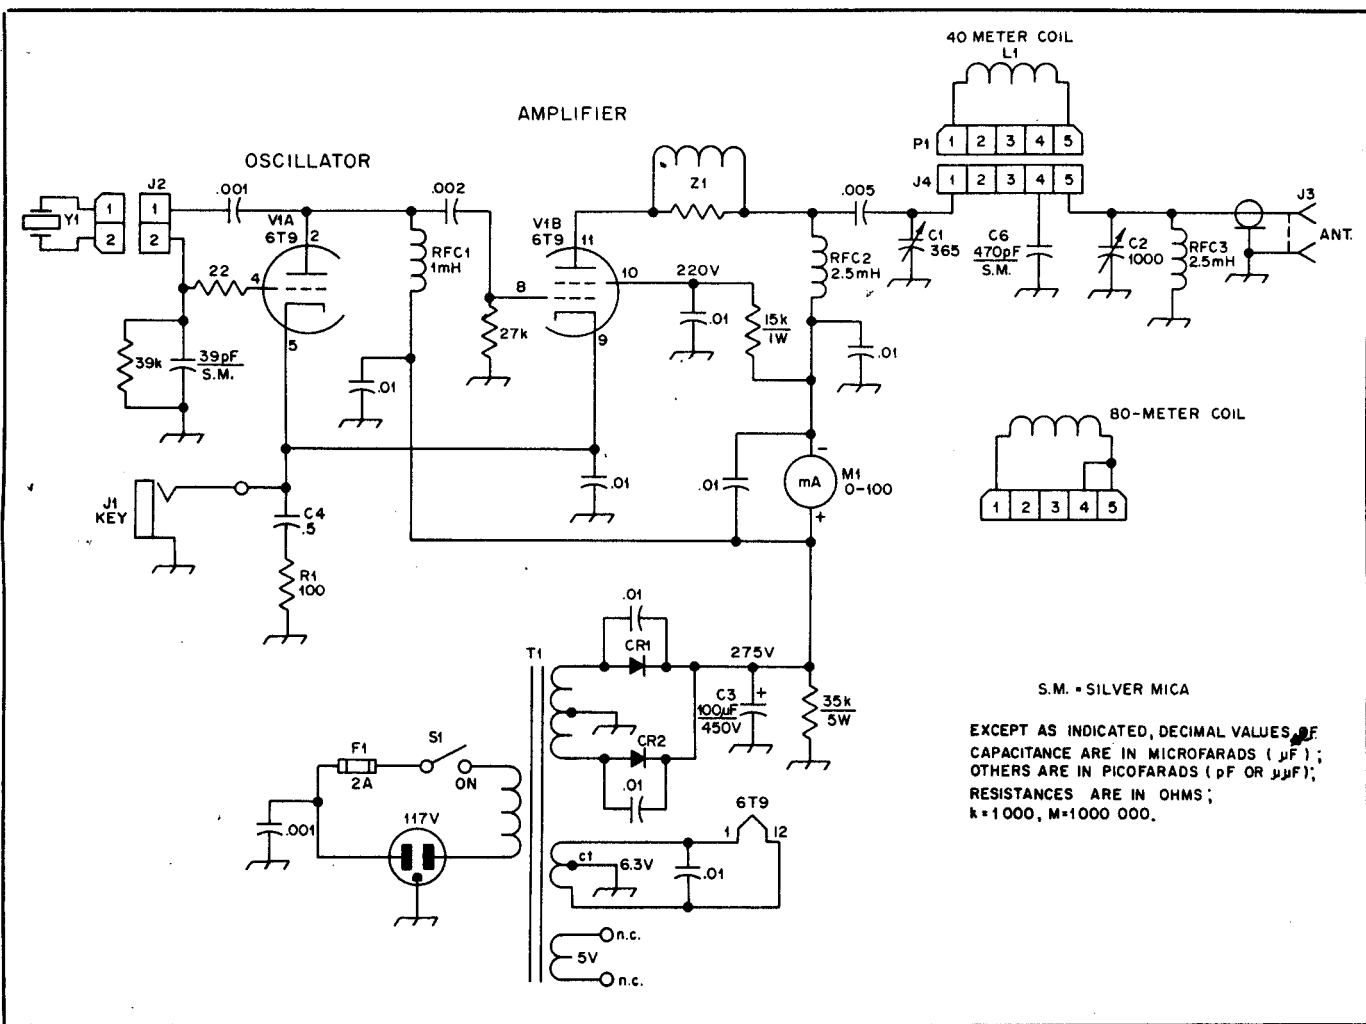 40 METER COIL
L1
P1 1 2 3 4 5
J4 1 2 3 4 5
AMPLIFIER
OSCILLATOR
Z1
J2
Y1
1
2
1
2
.001
V1A
6T9
2
4
5
22
39k
39pF
S.M.
RFC1
1mH
.01
.002
V1B
6T9
11
10
8
9
27k
220V
.01
15k
1W
RFC2
2.5mH
.01
.005
C1
365
C6
470pF
S.M.
C2
1000
RFC3
2.5mH
J3
ANT.
80-METER COIL
1 2 3 4 5
J1
KEY
C4
.5
R1
100
.01
.01
-
mA
+
M1
0-100
T1
.01
CR1
275V
C3
100µF
450V
+
35k
5W
CR2
.01
F1
2A
S1
ON
.001
117V
6T9
1
12
ct
6.3V
.01
5V
n.c.
n.c.
S.M. = SILVER MICA
EXCEPT AS INDICATED, DECIMAL VALUES OF
CAPACITANCE ARE IN MICROFARADS ( µF ) ;
OTHERS ARE IN PICOFARADS ( pF OR µµF);
RESISTANCES ARE IN OHMS ;
k=1000, M=1000 000.